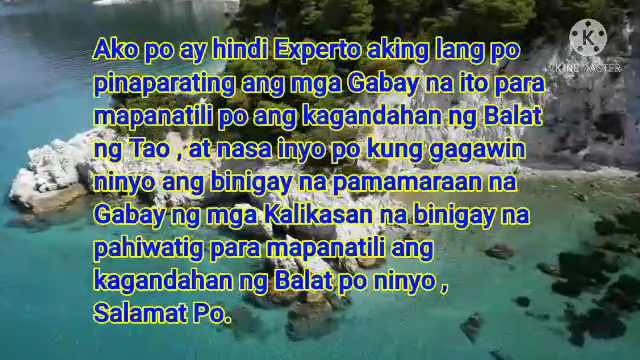 Ako po ay hindi Experto aking lang po
pinaparating ang mga Gabay na ito para
mapanatili po ang kagandahan ng Balat
ng Tao , at nasa inyo po kung gagawin
ninyo ang binigay na pamamaraan na
Gabay ng mga Kalikasan na binigay na
pahiwatig para mapanatili ang
kagandahan ng Balat po ninyo ,
Salamat Po.
K
KINEMASTER